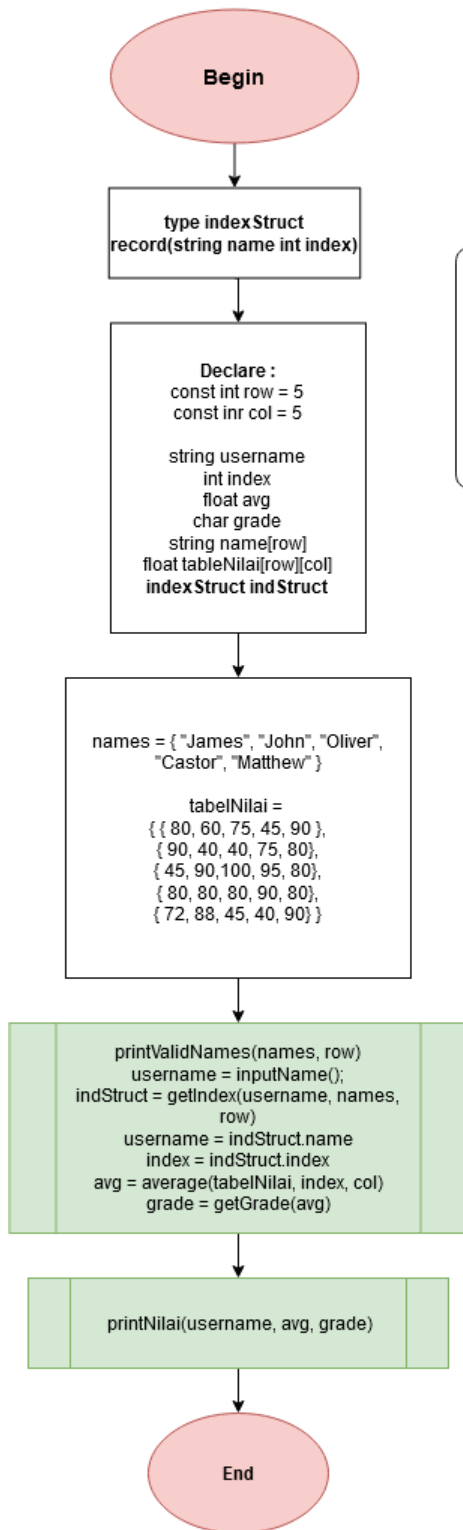 Begin
type indexStruct
record(string name int index)
Declare :
const int row = 5
const inr col = 5
string username
int index
float avg
char grade
string name[row]
float tableNilai[row][col]
indexStruct indStruct
names = { "James", "John", "Oliver",
"Castor", "Matthew" }
tabelNilai =
{ { 80, 60, 75, 45, 90 },
{ 90, 40, 40, 75, 80},
{ 45, 90,100, 95, 80},
{ 80, 80, 80, 90, 80},
{ 72, 88, 45, 40, 90} }
printValidNames(names, row)
username = inputName();
indStruct = getIndex(username, names,
row)
username = indStruct.name
index = indStruct.index
avg = average(tabelNilai, index, col)
grade = getGrade(avg)
printNilai(username, avg, grade)
End